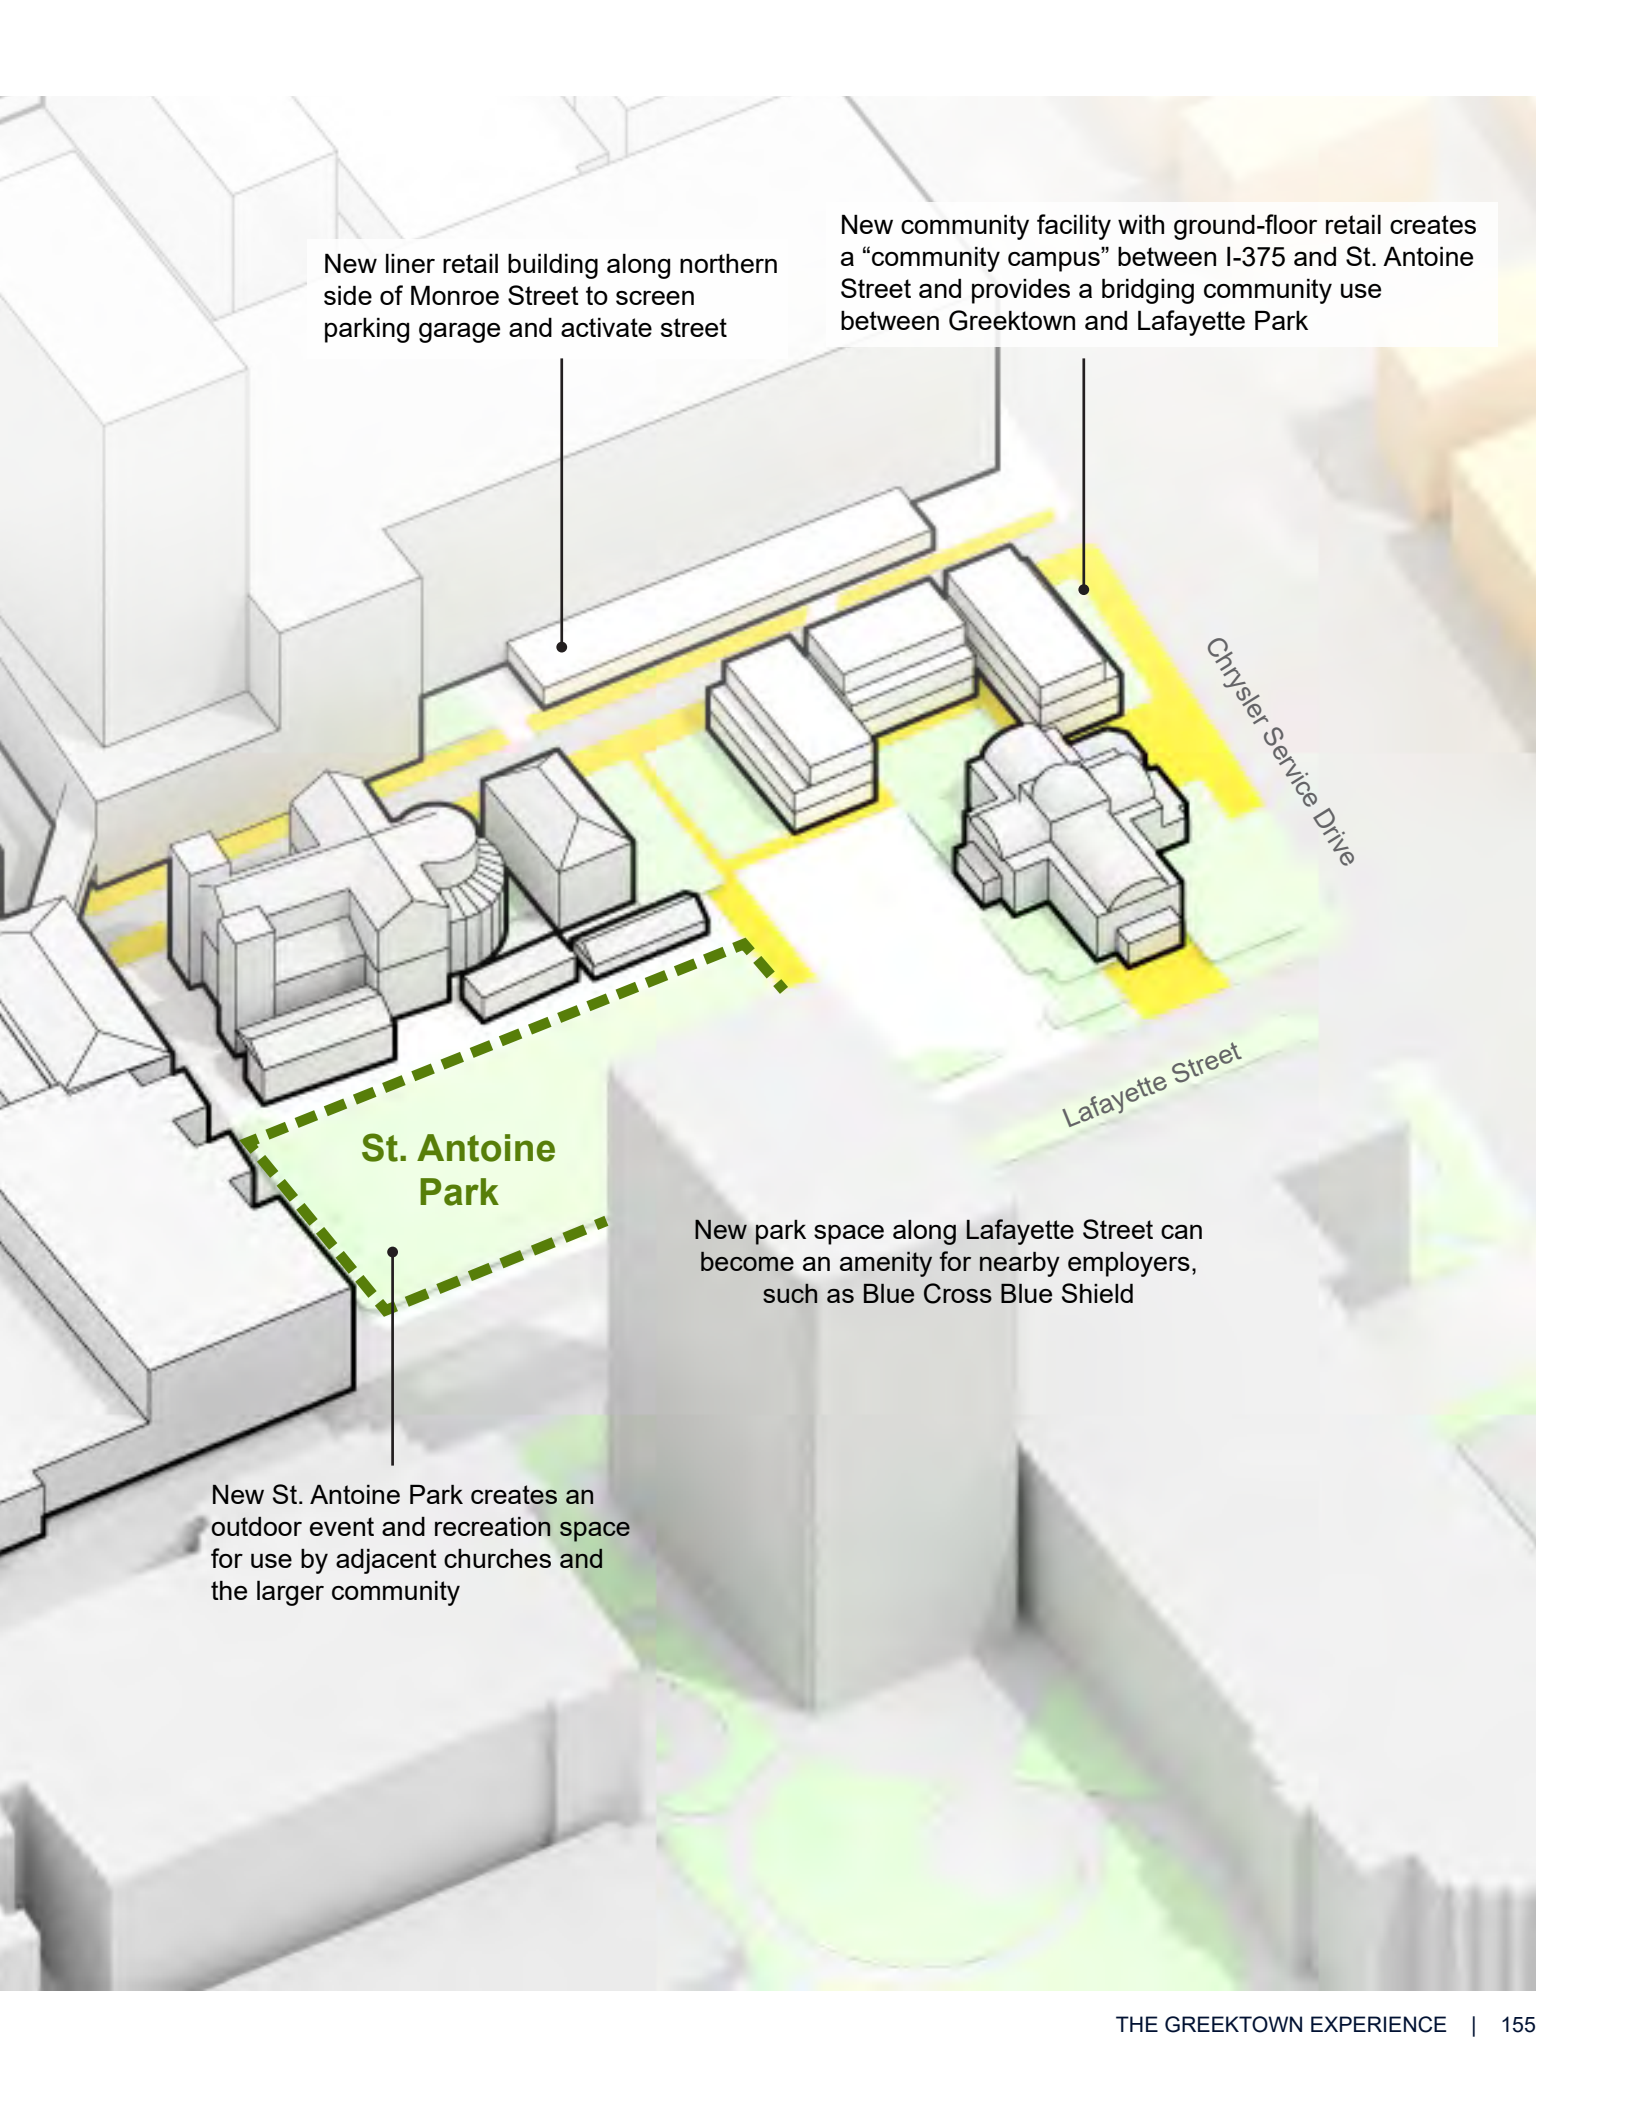 New liner retail building along northern
side of Monroe Street to screen
parking garage and activate street
New community facility with ground-floor retail creates
a “community campus” between I-375 and St. Antoine
Street and provides a bridging community use
between Greektown and Lafayette Park
Chrysler Service Drive
Lafayette Street
St. Antoine
Park
New park space along Lafayette Street can
become an amenity for nearby employers,
such as Blue Cross Blue Shield
New St. Antoine Park creates an
outdoor event and recreation space
for use by adjacent churches and
the larger community
THE GREEKTOWN EXPERIENCE | 155